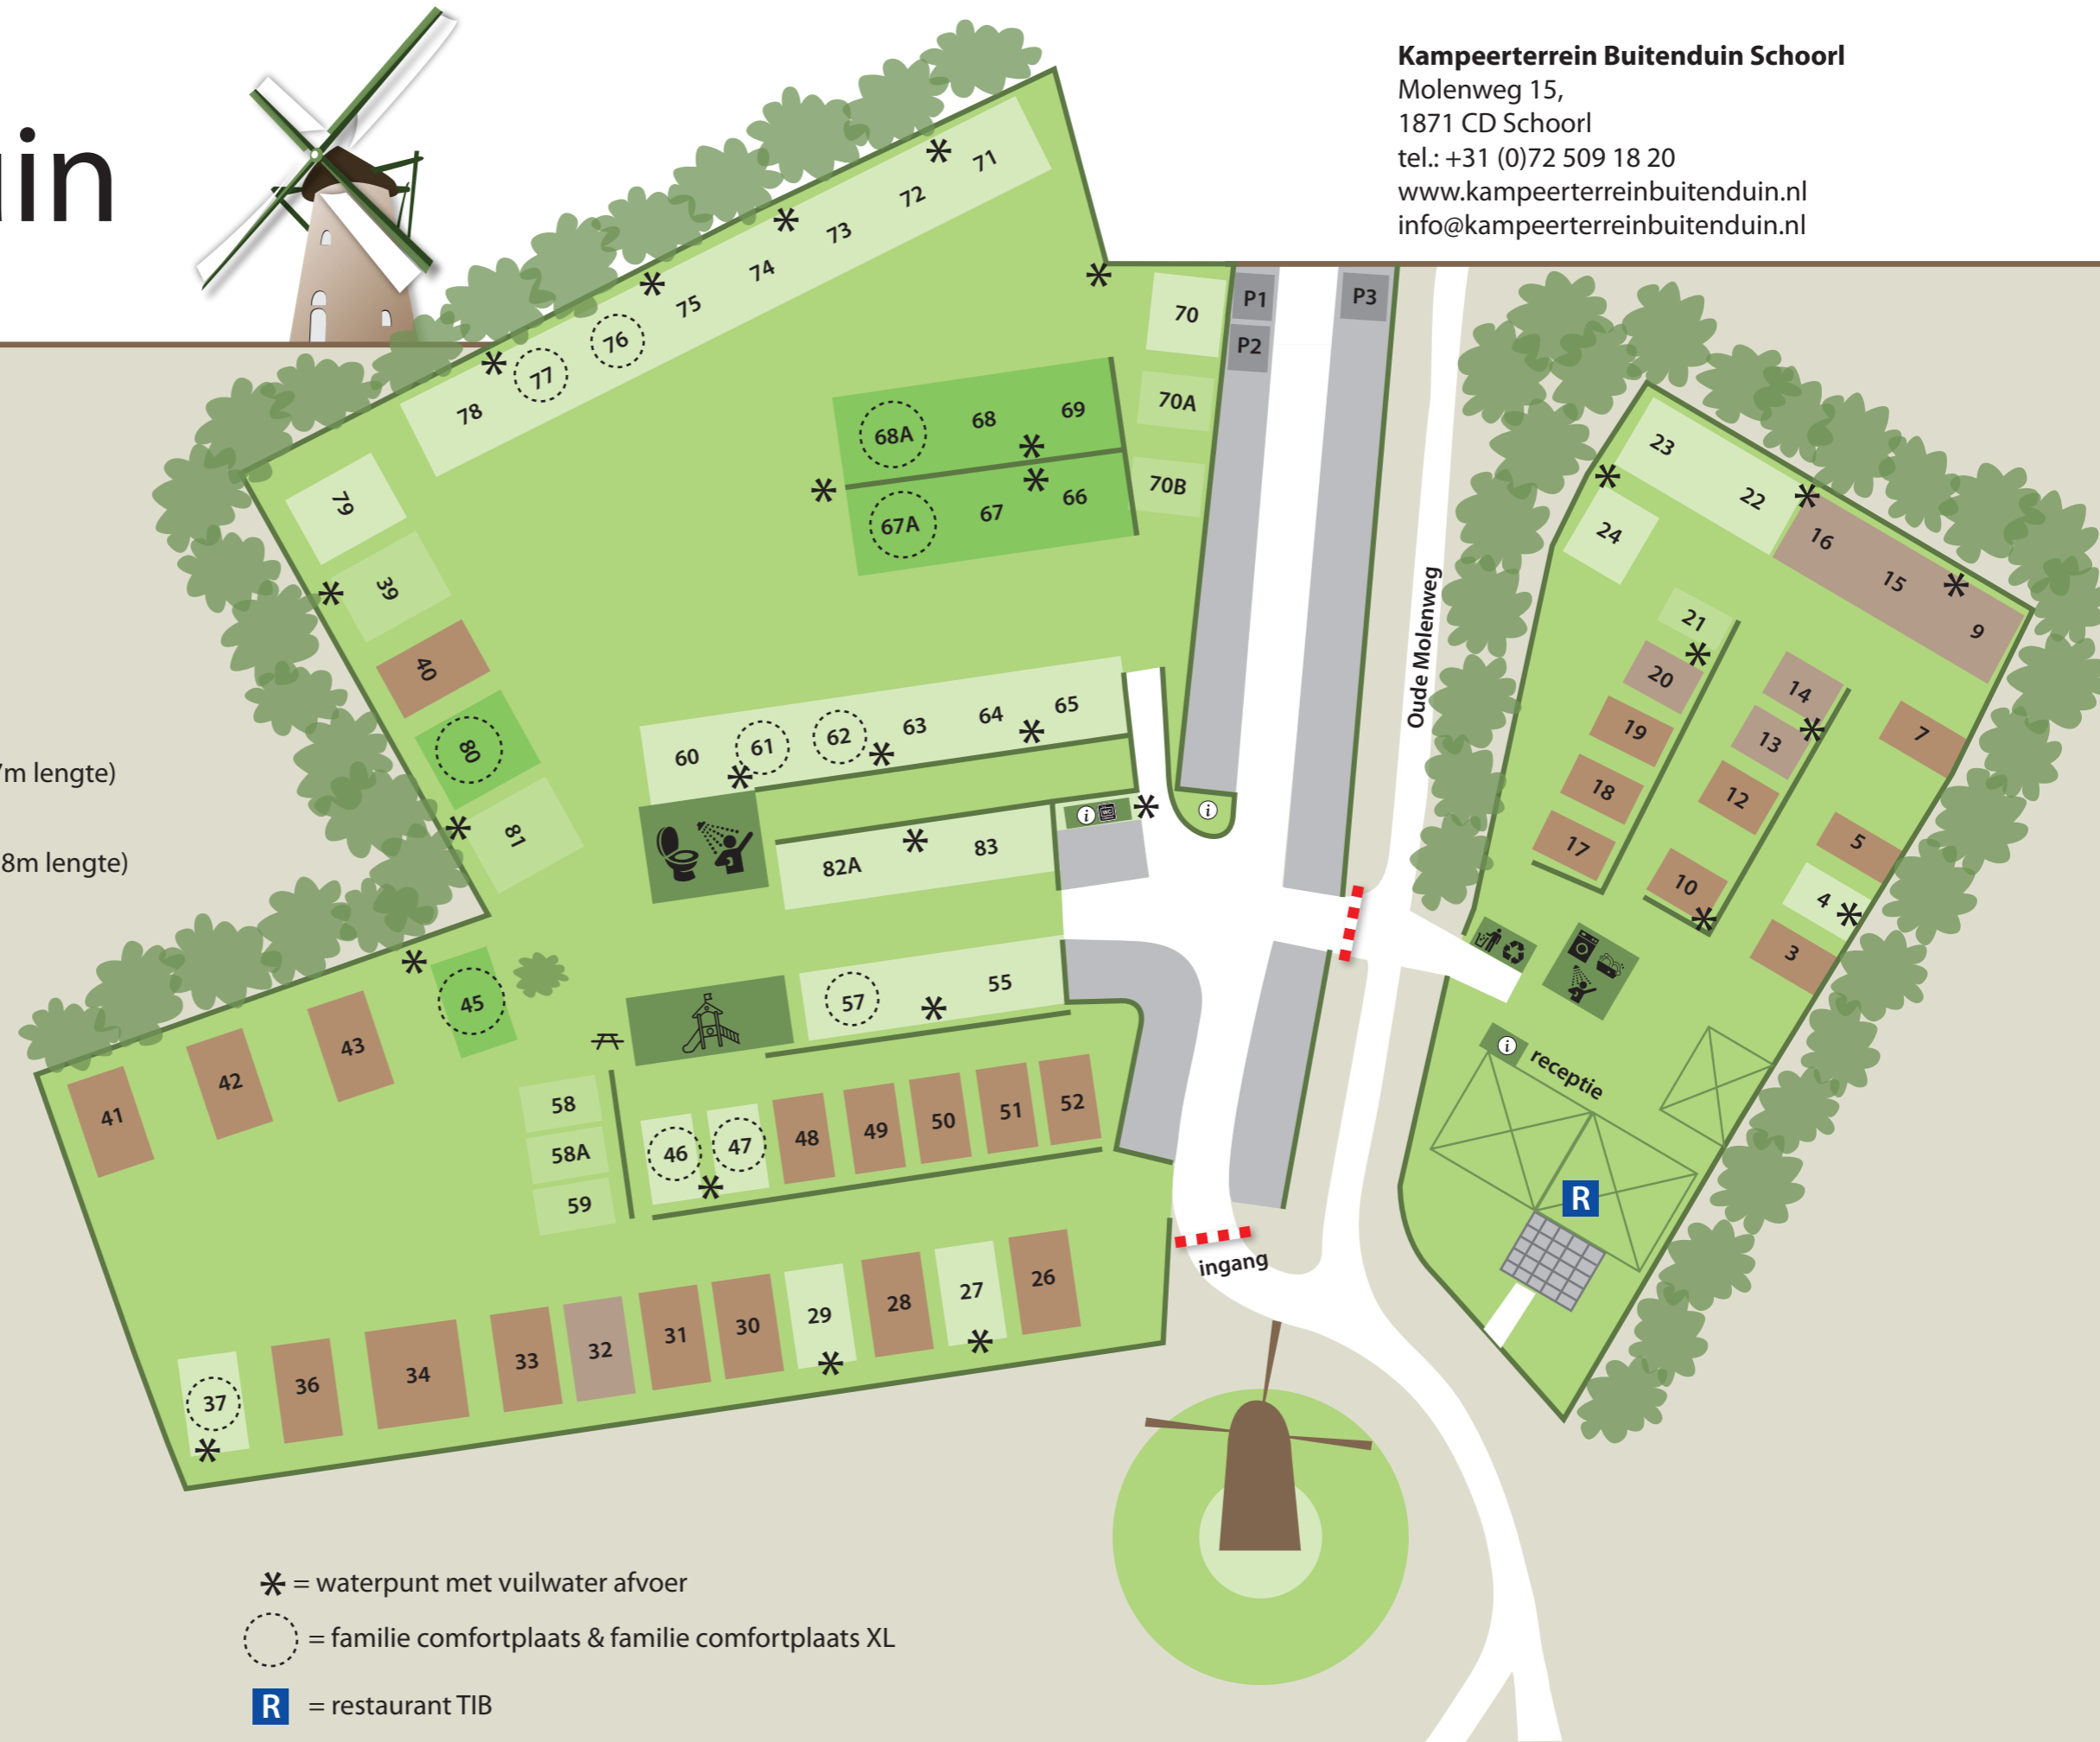 uin
Kampeerterrein Buitenduin Schoorl
Molenweg 15,
1871 CD Schoorl
tel.: +31 (0)72 509 18 20
www.kampeerterreinbuitenduin.nl
info@kampeerterreinbuitenduin.nl
71
72
73
74
75
76
77
78
79
39
40
80
81
70
70A
70B
P1
P2
P3
68A
68
69
67A
67
66
60
61
62
63
64
65
82A
83
57
55
i
i
Oude Molenweg
23
22
24
16
15
9
21
20
19
18
17
14
13
12
10
7
5
4
3
7m lengte)
8m lengte)
45
43
42
41
58
58A
59
46
47
48
49
50
51
52
37
36
34
33
32
31
30
29
28
27
26
i
receptie
R
ingang
* = waterpunt met vuilwater afvoer
= familie comfortplaats & familie comfortplaats XL
R = restaurant TIB